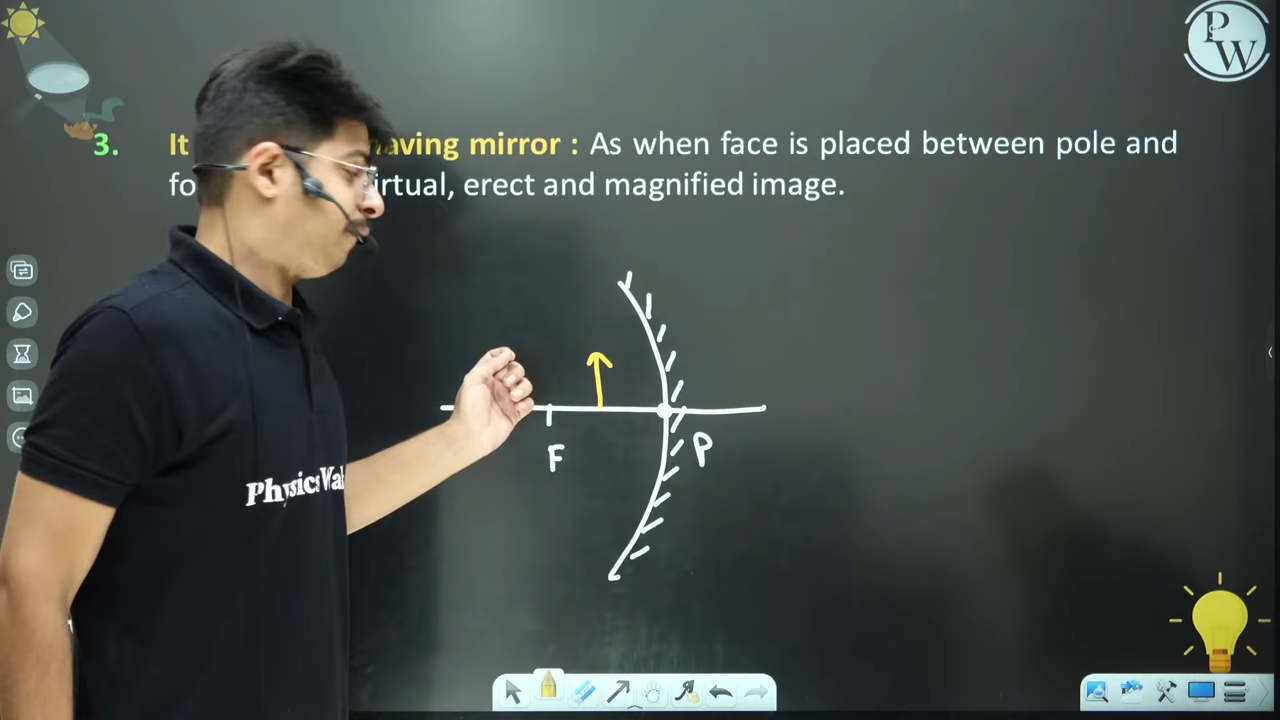 PW
3. It having mirror : As when face is placed between pole and
fo irtual, erect and magnified image.
F
P
Physics Wal